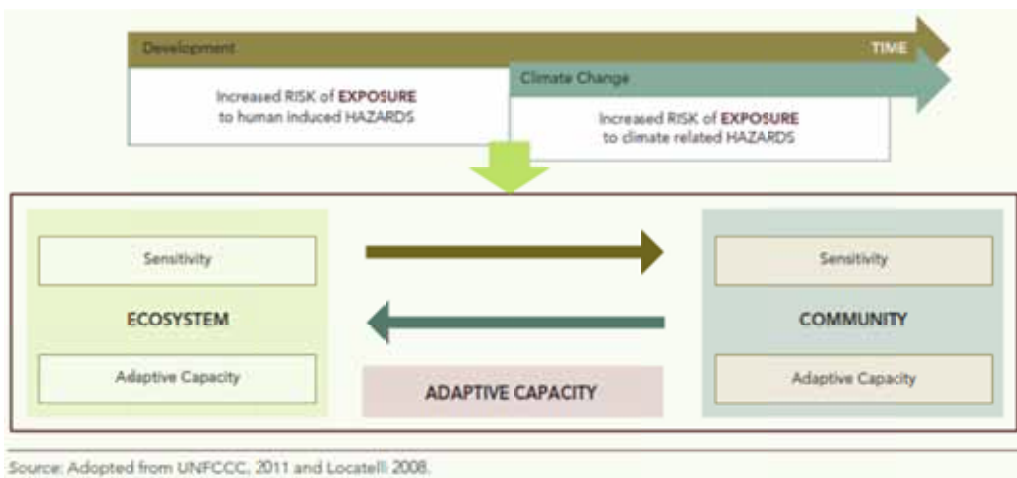 Development
TIME
Climate Change
Increased RISK of EXPOSURE
to human induced HAZARDS
Increased RISK of EXPOSURE
to climate related HAZARDS
Sensitivity
Sensitivity
ECOSYSTEM
COMMUNITY
Adaptive Capacity
ADAPTIVE CAPACITY
Adaptive Capacity
Source: Adopted from UNFCCC, 2011 and Locatelli 2008.